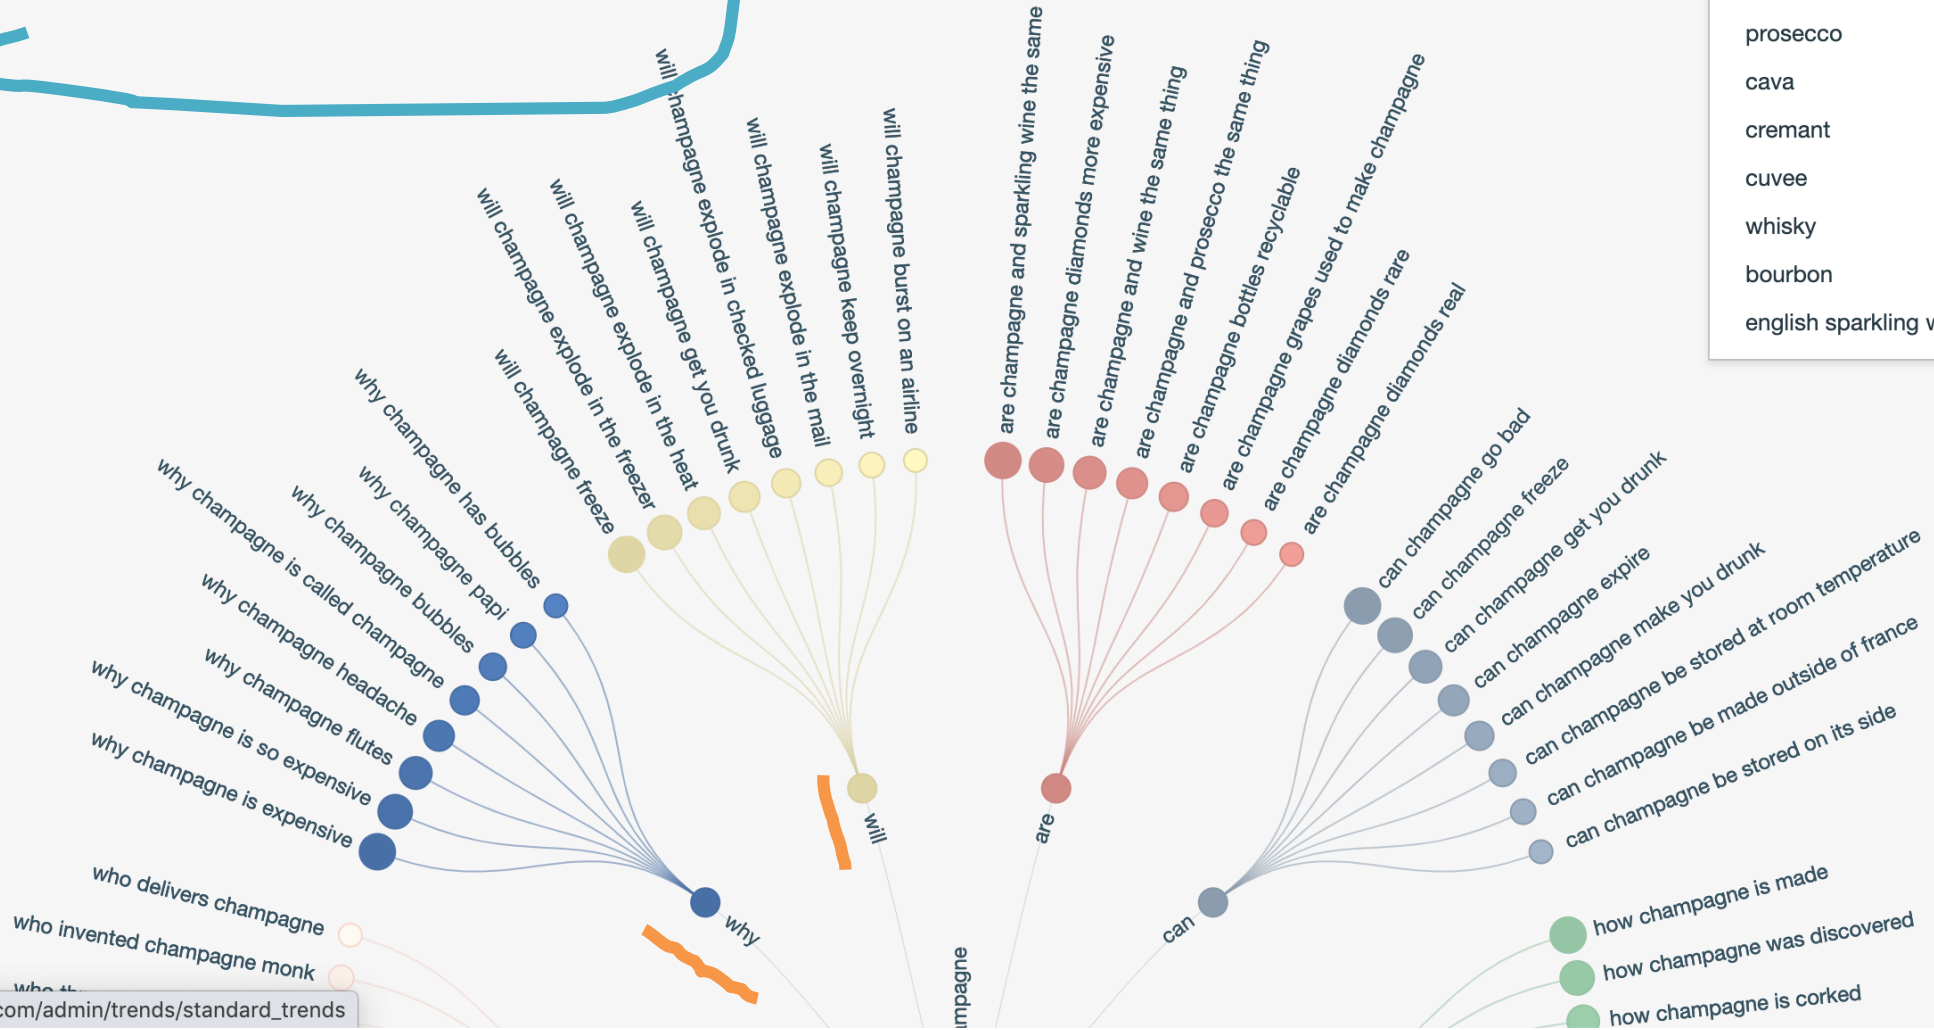 why champagne is expensive
why champagne is so expensive
why champagne flutes
why champagne headache
why champagne is called champagne
why champagne bubbles
why champagne papi
why champagne has bubbles
why
will champagne freeze
will champagne explode in the freezer
will champagne explode in the heat
will champagne get you drunk
will champagne explode in checked luggage
will champagne explode in the mail
will champagne keep overnight
will champagne burst on an airline
will
are champagne and sparkling wine the same
are champagne diamonds more expensive
are champagne and wine the same thing
are champagne and prosecco the same thing
are champagne bottles recyclable
are champagne grapes used to make champagne
are champagne diamonds rare
are champagne diamonds real
are
can champagne go bad
can champagne freeze
can champagne get you drunk
can champagne expire
can champagne make you drunk
can champagne be stored at room temperature
can champagne be made outside of france
can champagne be stored on its side
can
how champagne is made
how champagne was discovered
how champagne is corked
who delivers champagne
who invented champagne monk
who
ampagne
prosecco
cava
cremant
cuvee
whisky
bourbon
english sparkling
com/admin/trends/standard_trends